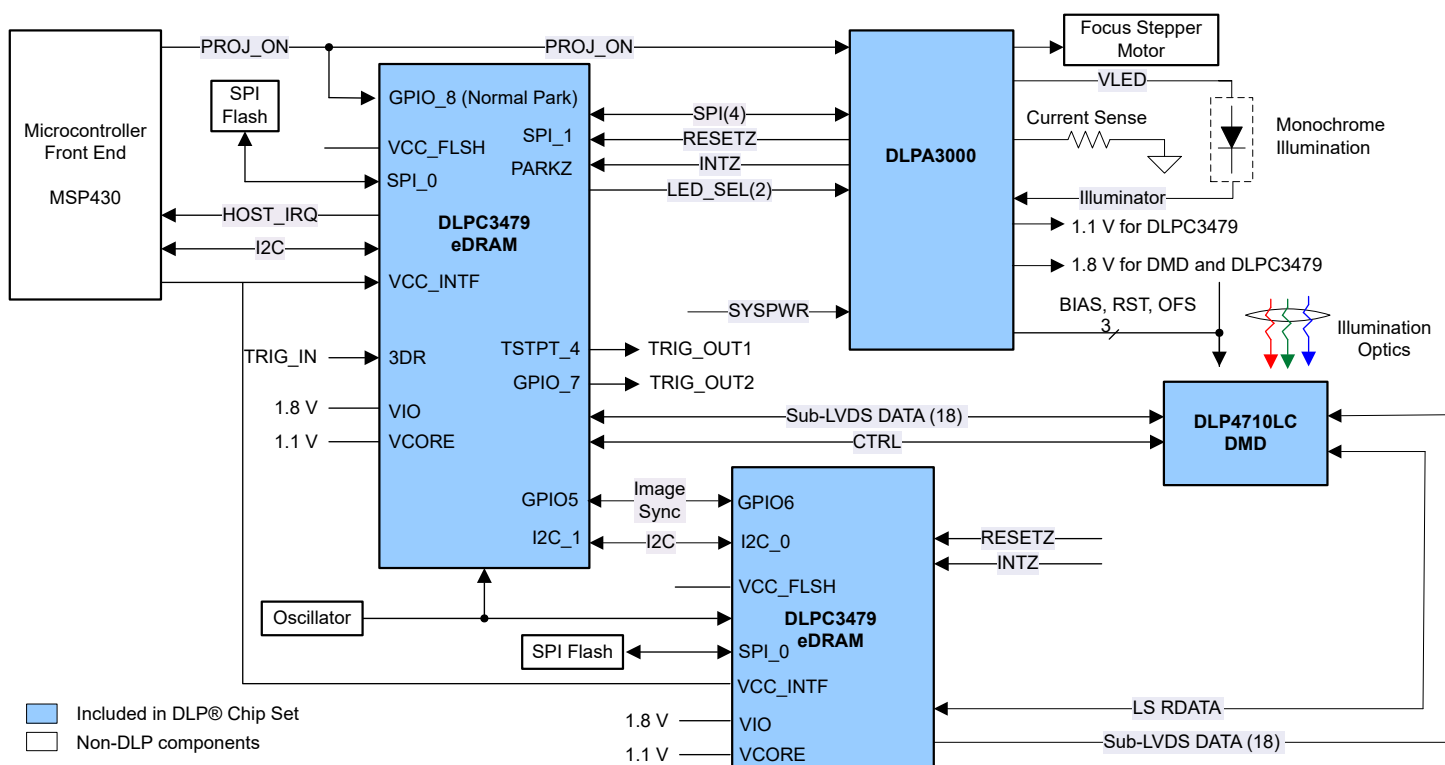 PROJ_ON
PROJ_ON
Focus Stepper
Motor
VLED
SPI
Flash
GPIO_8 (Normal Park)
SPI(4)
Current Sense
Microcontroller
Front End
MSP430
SPI_1
RESETZ
Monochrome
Illumination
VCC_FLSH
DLPA3000
PARKZ
INTZ
SPI_0
LED_SEL(2)
Illuminator
HOST_IRQ
DLPC3479
eDRAM
1.1 V for DLPC3479
I2C
1.8 V for DMD and DLPC3479
VCC_INTF
SYSPWR
BIAS, RST, OFS
3
Illumination
Optics
TRIG_IN
3DR
TSTPT_4
TRIG_OUT1
GPIO_7
TRIG_OUT2
1.8 V
VIO
Sub-LVDS DATA (18)
DLP4710LC
DMD
1.1 V
VCORE
CTRL
GPIO5
Image
Sync
GPIO6
I2C_1
I2C
I2C_0
RESETZ
INTZ
VCC_FLSH
Oscillator
DLPC3479
eDRAM
SPI Flash
SPI_0
VCC_INTF
LS RDATA
Included in DLP® Chip Set
1.8 V
VIO
Non-DLP components
Sub-LVDS DATA (18)
1.1 V
VCORE